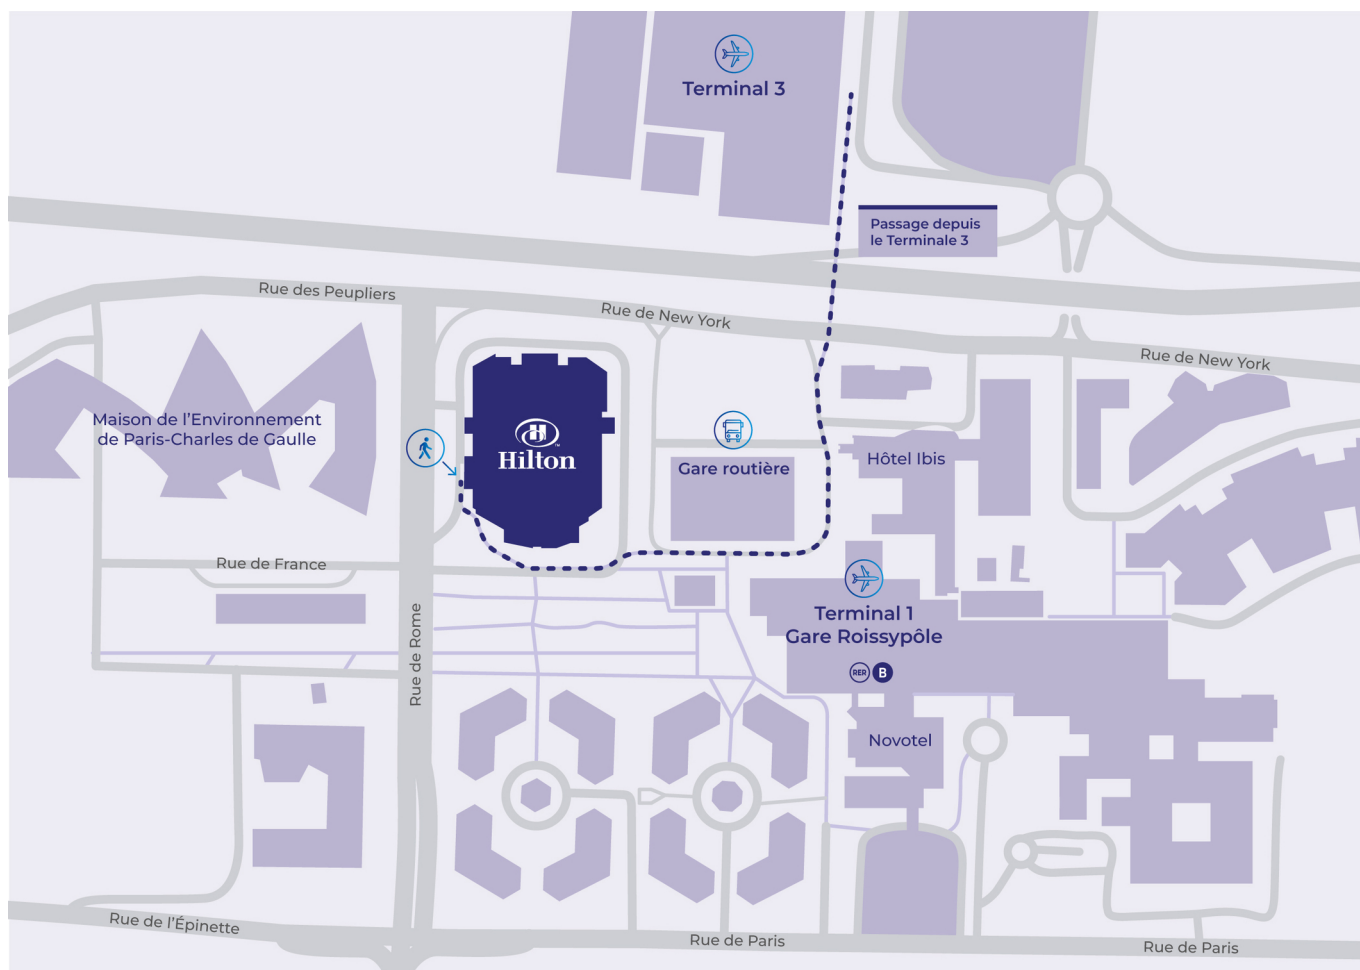 Terminal 3
Passage depuis
le Terminale 3
Rue des Peupliers
Rue de New York
Rue de New York
Maison de l'Environnement
de Paris-Charles de Gaulle
H
Hilton
TM
Gare routière
Hôtel Ibis
Rue de France
Rue de Rome
Terminal 1
Gare Roissypôle
RER B
Novotel
Rue de l'Épinette
Rue de Paris
Rue de Paris